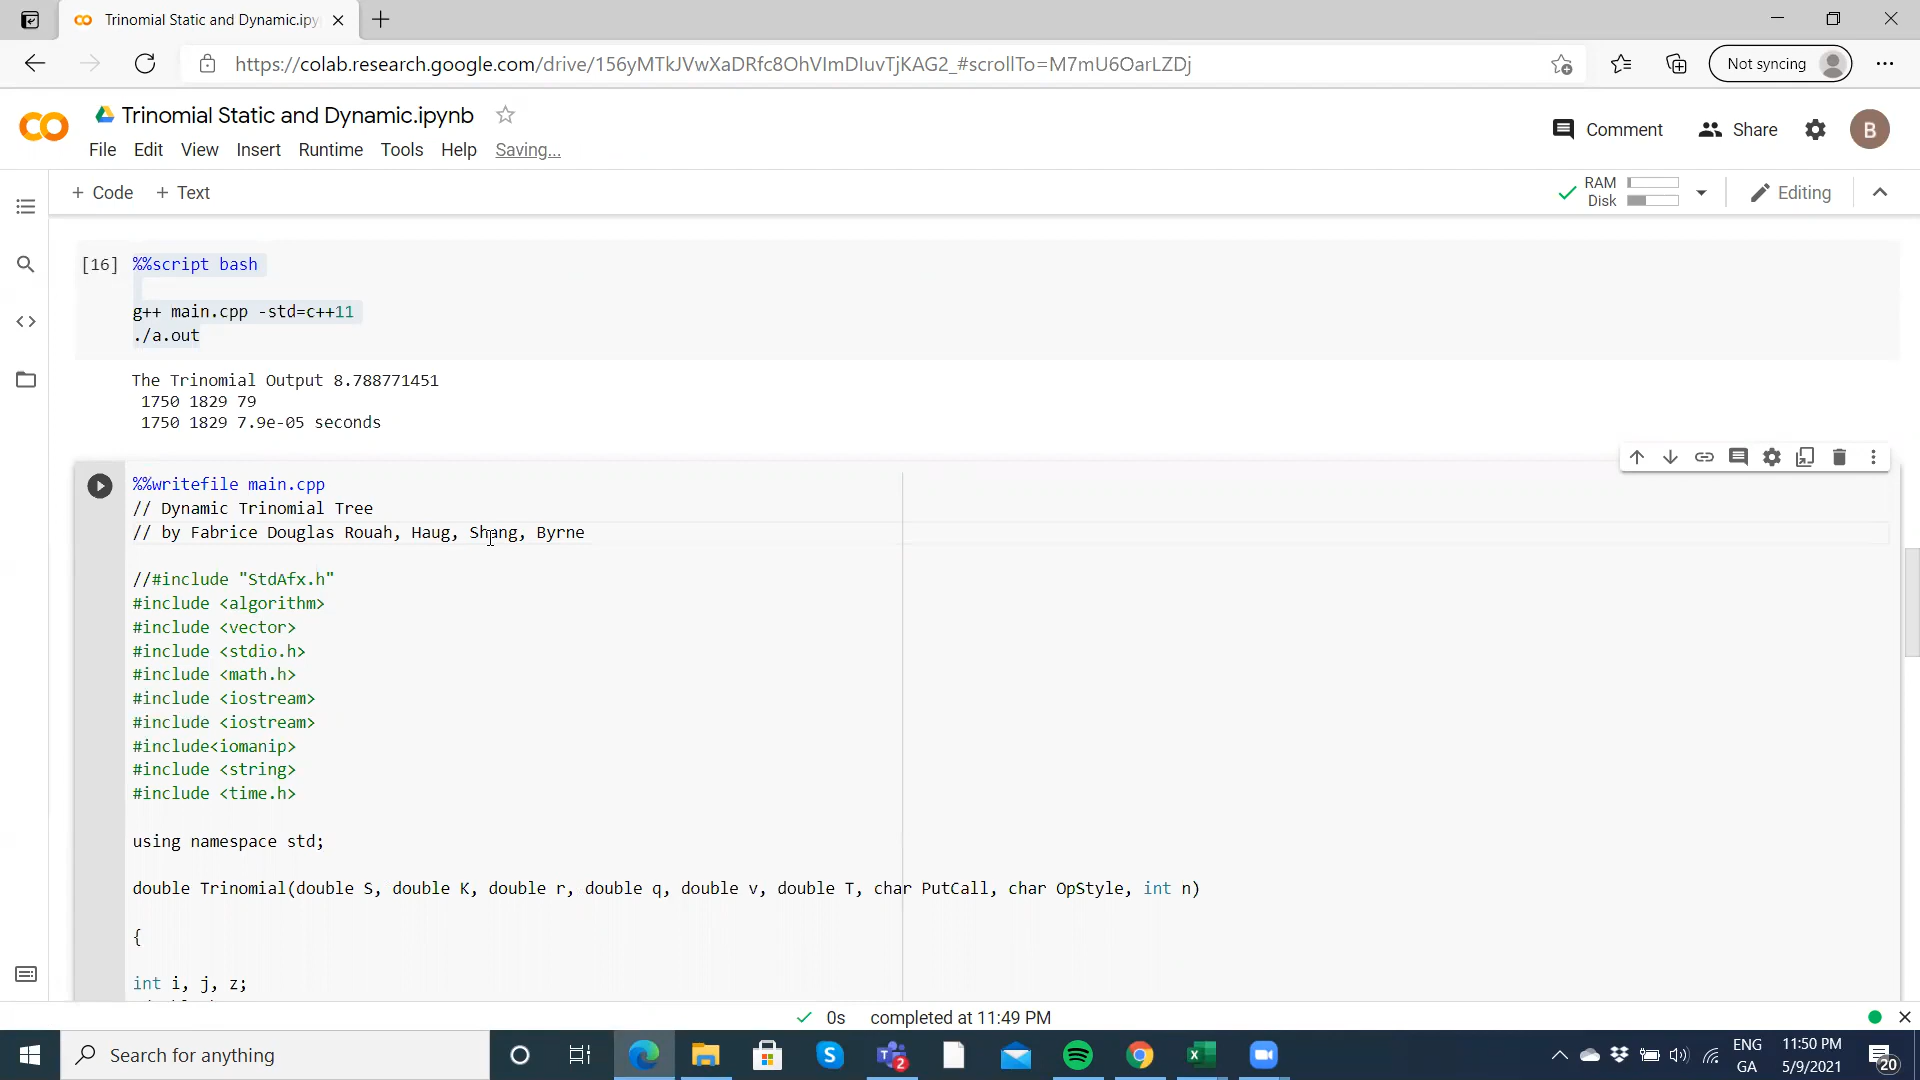 Trinomial Static and Dynamic.ipy
https://colab.research.google.com/drive/156yMTkJVwXaDRfc8OhVImDIuvTjKAG2_#scrollTo=M7mU6OarLZDj
Not syncing
Trinomial Static and Dynamic.ipynb
Comment
Share
B
File Edit View Insert Runtime Tools Help Saving...
+ Code + Text
RAM
Disk
Editing
[16] %%script bash
g++ main.cpp -std=c++11
./a.out
The Trinomial Output 8.788771451
1750 1829 79
1750 1829 7.9e-05 seconds
%%writefile main.cpp
// Dynamic Trinomial Tree
// by Fabrice Douglas Rouah, Haug, Shang, Byrne
//#include "StdAfx.h"
#include <algorithm>
#include <vector>
#include <stdio.h>
#include <math.h>
#include <iostream>
#include <iostream>
#include<iomanip>
#include <string>
#include <time.h>
using namespace std;
double Trinomial(double S, double K, double r, double q, double v, double T, char PutCall, char OpStyle, int n)
{
int i, j, z;
0s completed at 11:49 PM
Search for anything
2
ENG
GA
11:50 PM
5/9/2021
20